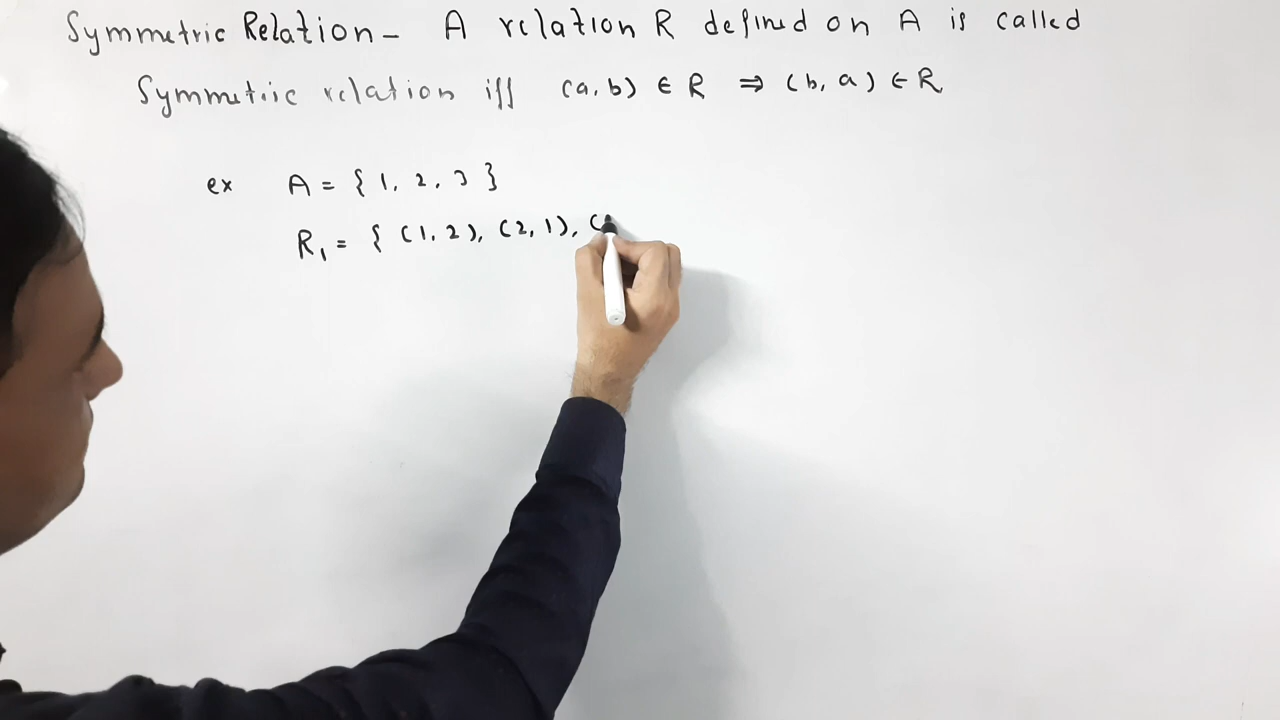 Symmetric Relation - A relation R defined on A is called
Symmetric relation iff (a, b) ∈ R ⇒ (b, a) ∈ R
ex A = { 1, 2, 3 }
R₁ = { (1, 2), (2, 1), (